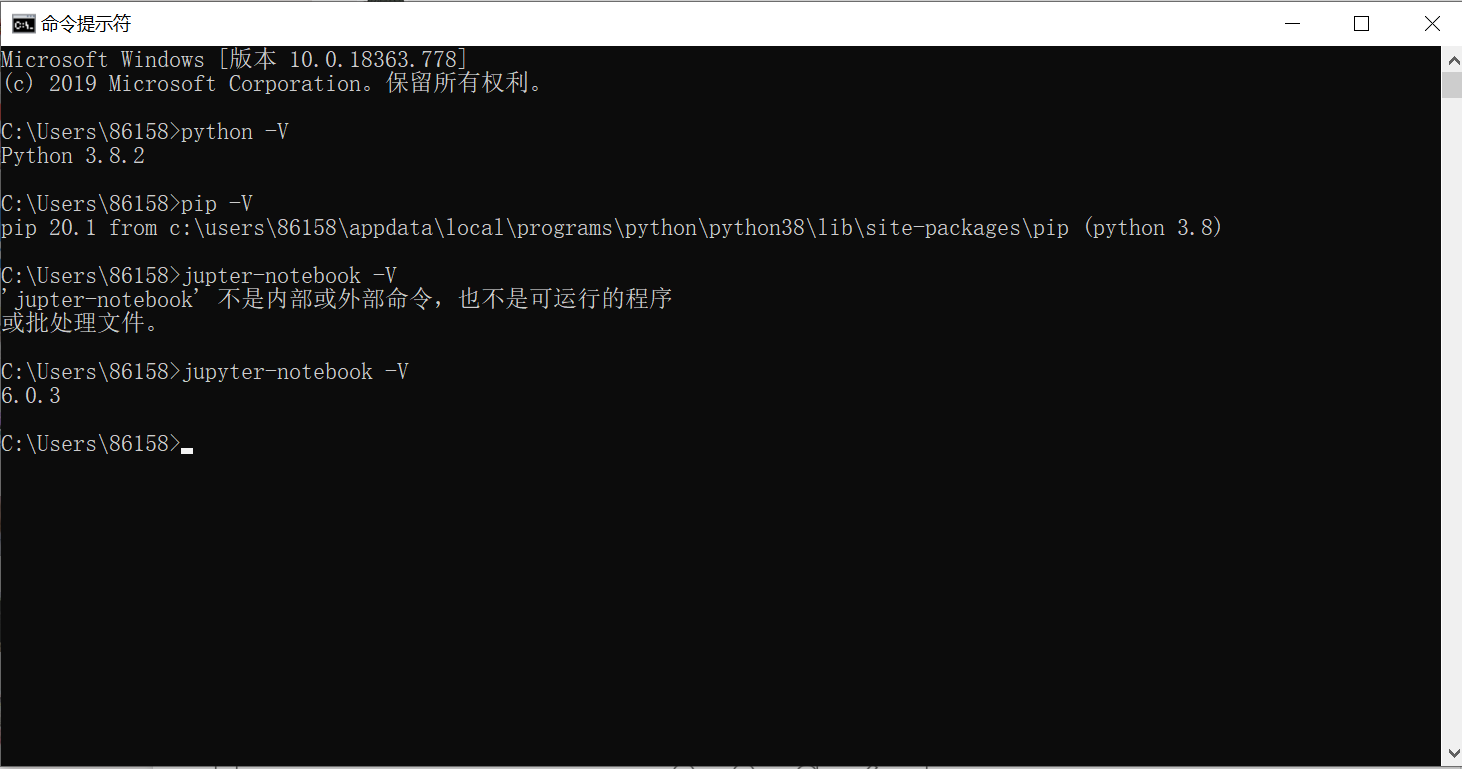 命令提示符
Microsoft Windows [版本 10.0.18363.778]
(c) 2019 Microsoft Corporation。保留所有权利。
C:\Users\86158>python -V
Python 3.8.2
C:\Users\86158>pip -V
pip 20.1 from c:\users\86158\appdata\local\programs\python\python38\lib\site-packages\pip (python 3.8)
C:\Users\86158>jupter-notebook -V
'jupter-notebook' 不是内部或外部命令，也不是可运行的程序
或批处理文件。
C:\Users\86158>jupyter-notebook -V
6.0.3
C:\Users\86158>